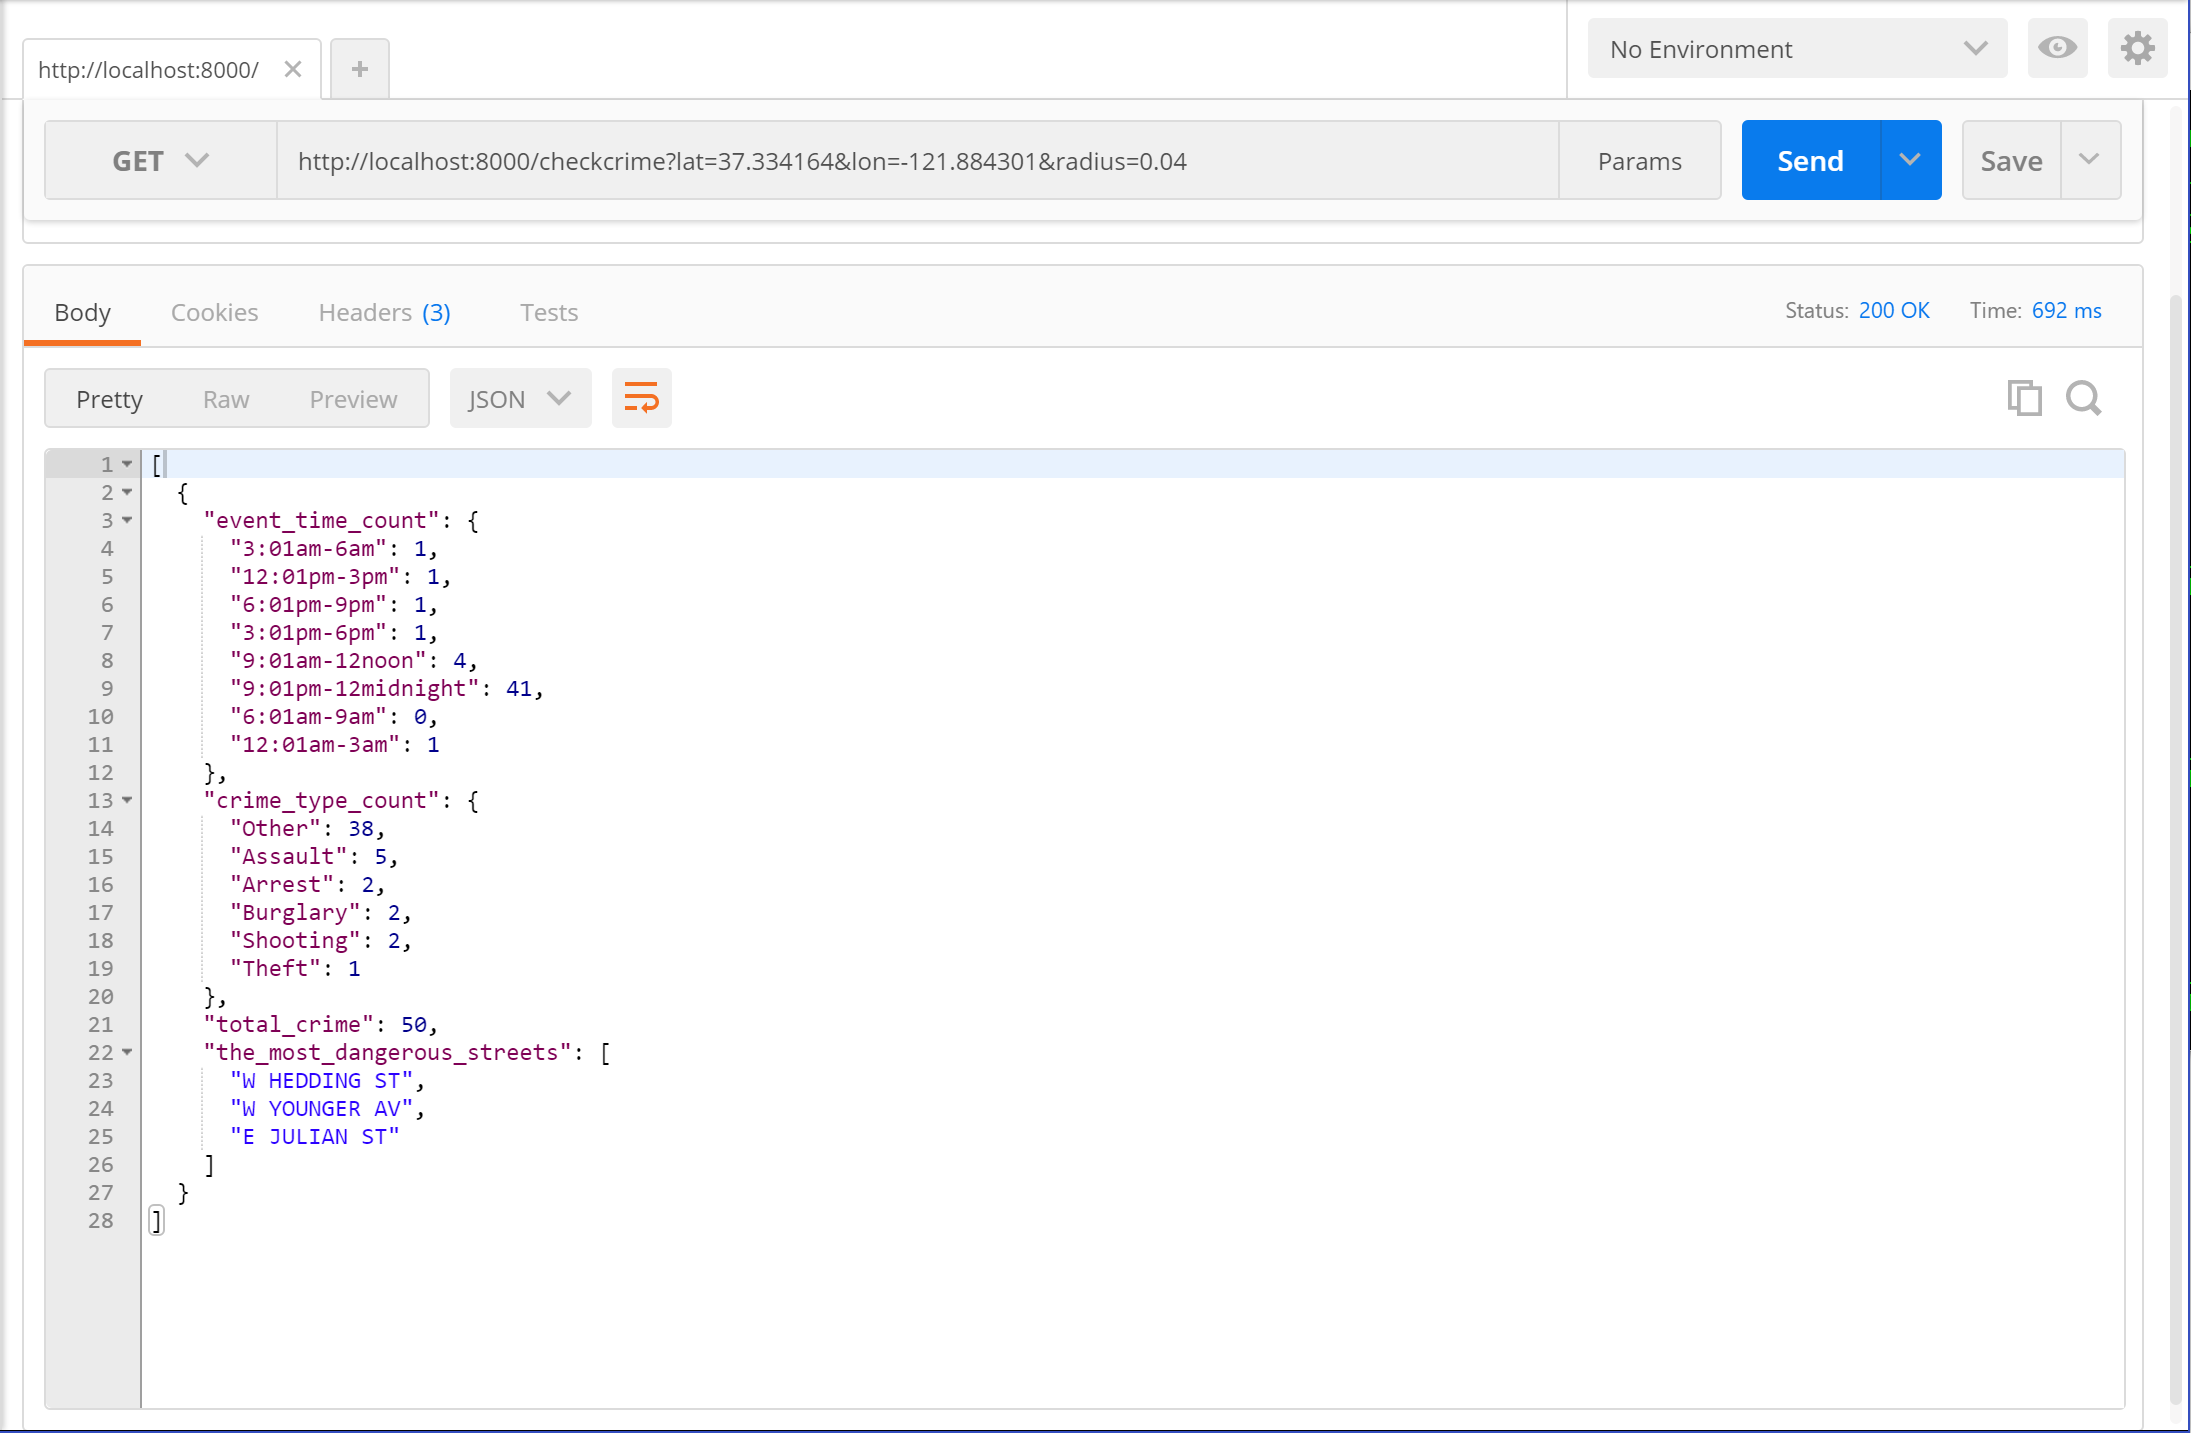 http://localhost:8000/
No Environment
GET http://localhost:8000/checkcrime?lat=37.334164&lon=-121.884301&radius=0.04 Params Send Save
Body Cookies Headers (3) Tests Status: 200 OK Time: 692 ms
Pretty Raw Preview JSON
1 [
2 {
3 "event_time_count": {
4 "3:01am-6am": 1,
5 "12:01pm-3pm": 1,
6 "6:01pm-9pm": 1,
7 "3:01pm-6pm": 1,
8 "9:01am-12noon": 4,
9 "9:01pm-12midnight": 41,
10 "6:01am-9am": 0,
11 "12:01am-3am": 1
12 },
13 "crime_type_count": {
14 "Other": 38,
15 "Assault": 5,
16 "Arrest": 2,
17 "Burglary": 2,
18 "Shooting": 2,
19 "Theft": 1
20 },
21 "total_crime": 50,
22 "the_most_dangerous_streets": [
23 "W HEDDING ST",
24 "W YOUNGER AV",
25 "E JULIAN ST"
26 ]
27 }
28 ]